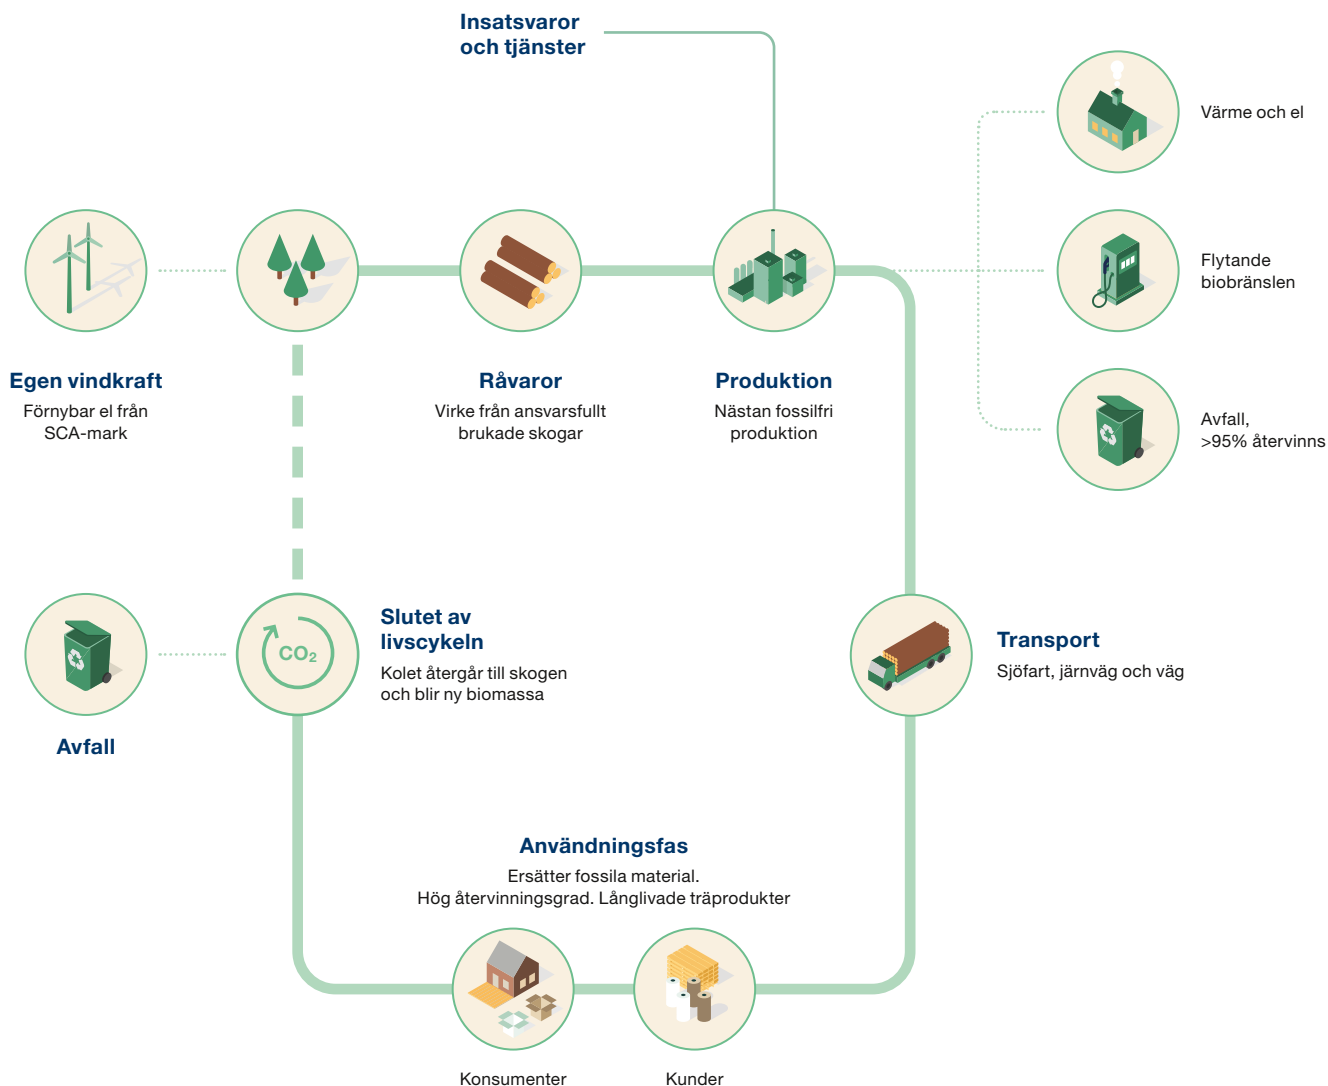 Insatsvaror
och tjänster
Värme och el
Flytande
biobränslen
Avfall,
>95% återvinns
Egen vindkraft
Förnybar el från
SCA-mark
Råvaror
Virke från ansvarsfullt
brukade skogar
Produktion
Nästan fossilfri
produktion
CO₂
Slutet av
livscykeln
Kolet återgår till skogen
och blir ny biomassa
Transport
Sjöfart, järnväg och väg
Avfall
Användningsfas
Ersätter fossila material.
Hög återvinningsgrad. Långlivade träprodukter
Konsumenter
Kunder